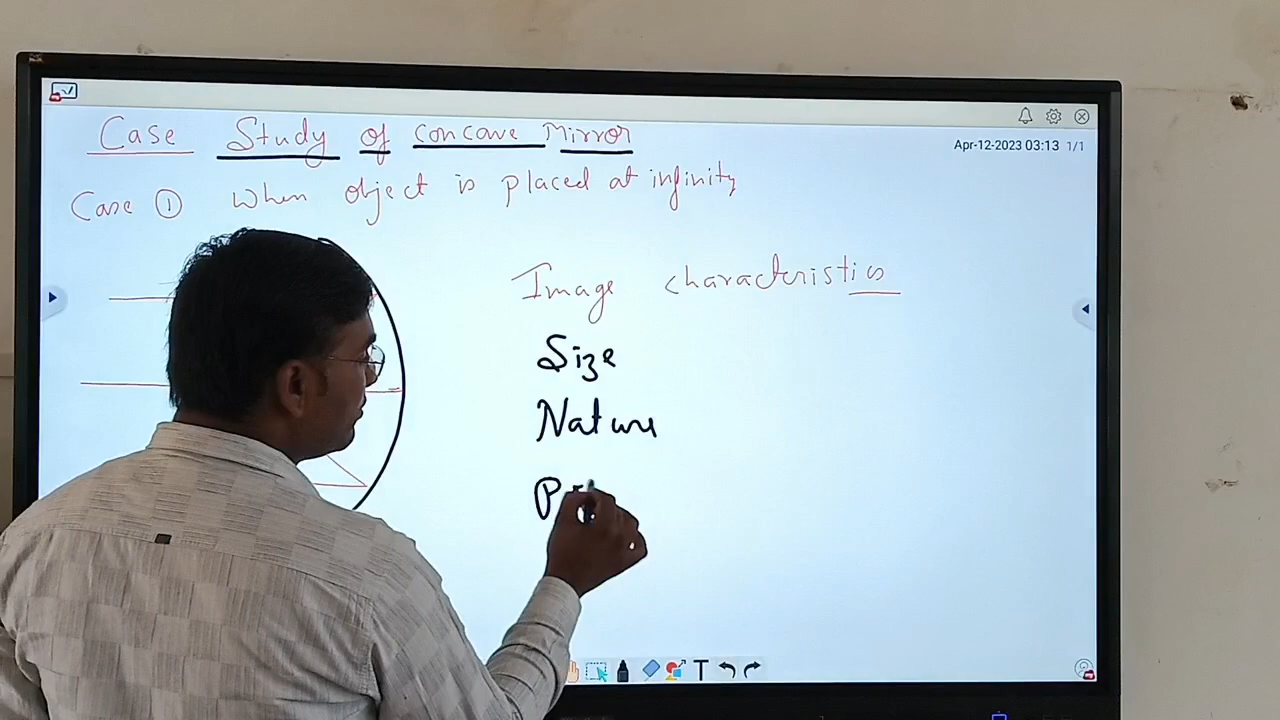 Case Study of Concave Mirror
Apr-12-2023 03:13 1/1
Case ① When object is placed at infinity
Image characteristics
Size
Nature
T